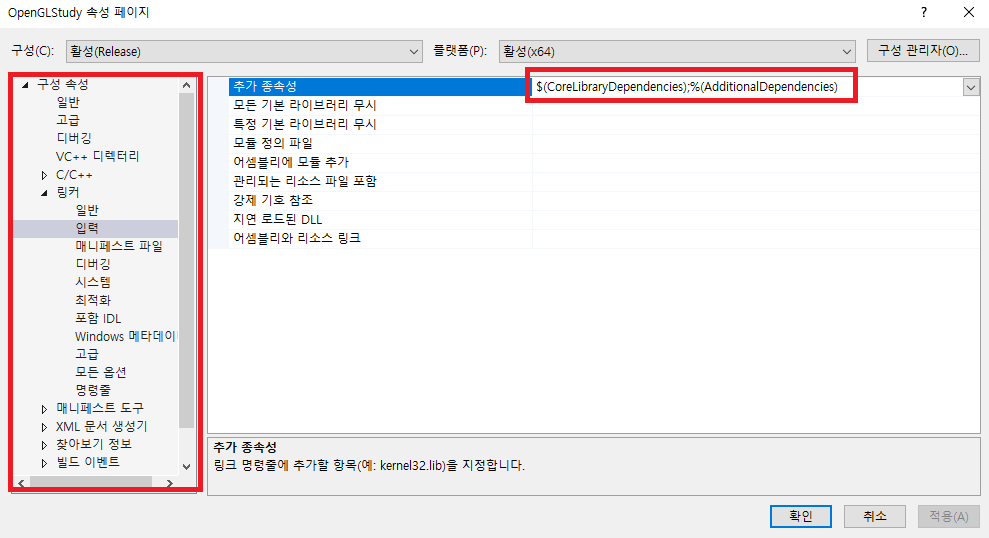 OpenGLStudy 속성 페이지
구성(C): 활성(Release) 플랫폼(P): 활성(x64) 구성 관리자(O)...
구성 속성
일반
고급
디버깅
VC++ 디렉터리
C/C++
링커
일반
입력
매니페스트 파일
디버깅
시스템
최적화
포함 IDL
Windows 메타데이
고급
모든 옵션
명령줄
매니페스트 도구
XML 문서 생성기
찾아보기 정보
빌드 이벤트
추가 종속성 $(CoreLibraryDependencies);%(AdditionalDependencies)
모든 기본 라이브러리 무시
특정 기본 라이브러리 무시
모듈 정의 파일
어셈블리에 모듈 추가
관리되는 리소스 파일 포함
강제 기호 참조
지연 로드된 DLL
어셈블리와 리소스 링크
추가 종속성
링크 명령줄에 추가할 항목(예: kernel32.lib)을 지정합니다.
확인 취소 적용(A)